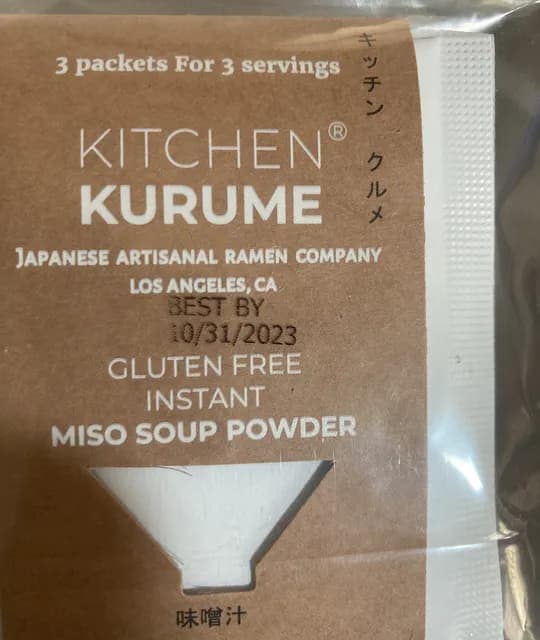 3 packets For 3 servings
キッチン クルメ
KITCHEN®
KURUME
JAPANESE ARTISANAL RAMEN COMPANY
LOS ANGELES, CA
BEST BY
10/31/2023
GLUTEN FREE
INSTANT
MISO SOUP POWDER
味噌汁